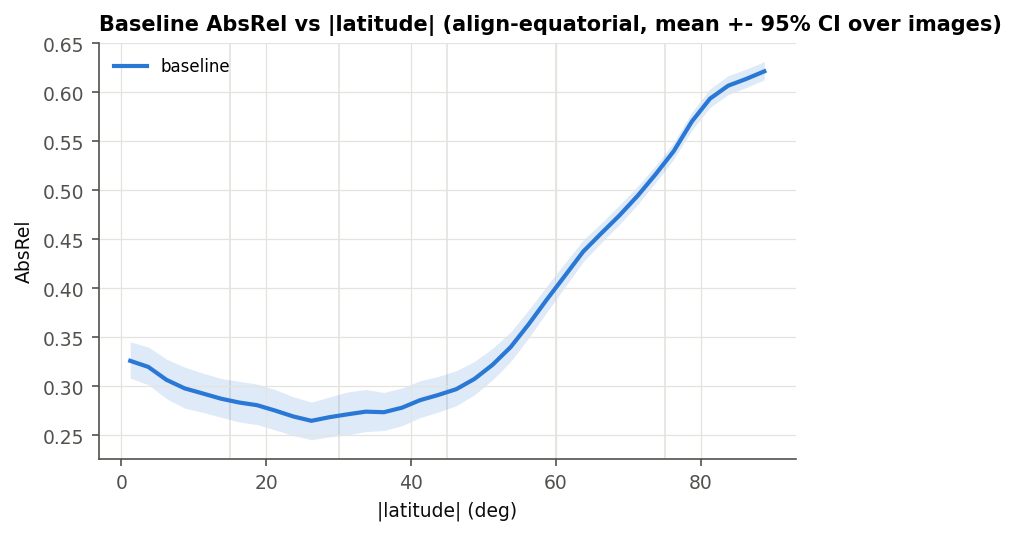 Baseline AbsRel vs |latitude| (align-equatorial, mean +- 95% CI over images)
baseline
0.65
0.60
0.55
0.50
0.45
0.40
0.35
0.30
0.25
AbsRel
0 20 40 60 80
|latitude| (deg)